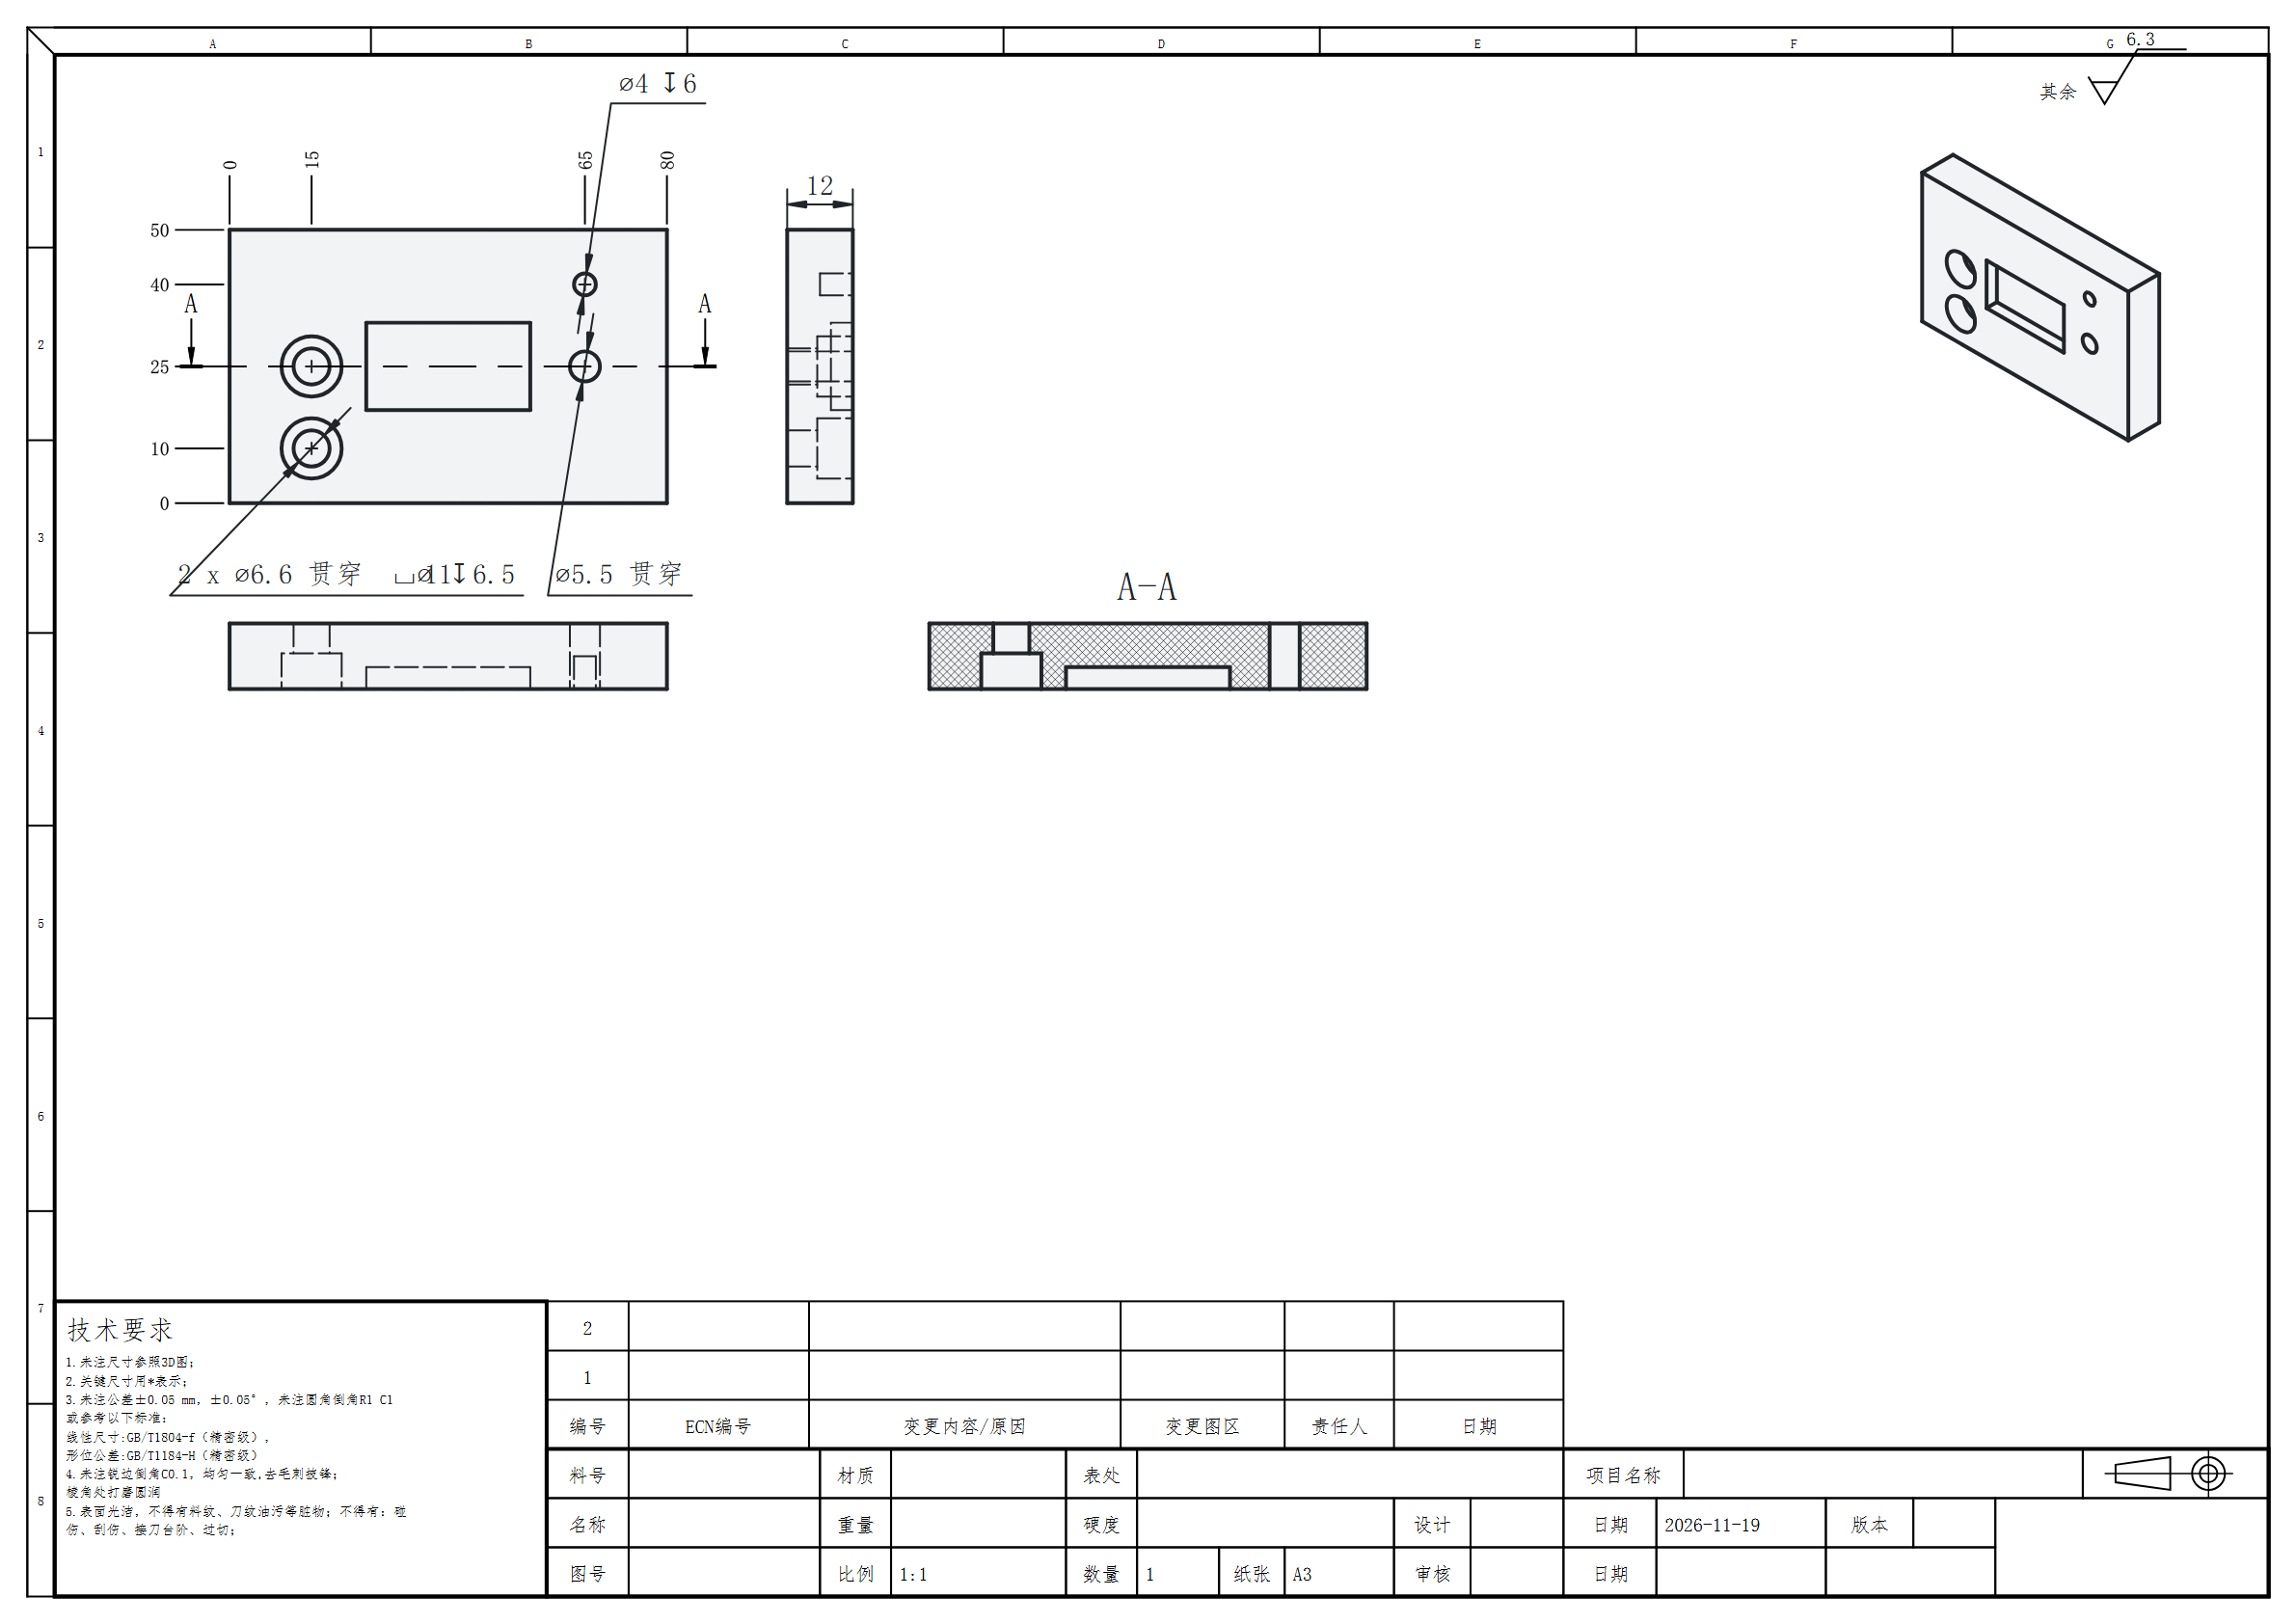 A B C D E F G
6.3
其余
1
2
3
4
5
6
7
8
⌀4 ↧6
0 15 65 80
50
40
25
10
0
A A
12
2 x ⌀6.6 贯穿 ⌴⌀11↧6.5
⌀5.5 贯穿
A-A
技术要求
1.未注尺寸参照3D图;
2.关键尺寸用*表示;
3.未注公差±0.05 mm, ±0.05° , 未注圆角倒角R1 C1
或参考以下标准:
线性尺寸:GB/T1804-f (精密级) ,
形位公差:GB/T1184-H (精密级)
4.未注锐边倒角C0.1, 均匀一致,去毛刺披锋;
棱角处打磨圆润
5.表面光洁, 不得有料纹、刀纹油污等脏物; 不得有: 碰
伤、刮伤、接刀台阶、过切;
2
1
编号 ECN编号 变更内容/原因 变更图区 责任人 日期
料号 材质 表处 项目名称
名称 重量 硬度 设计 日期 2026-11-19 版本
图号 比例 1:1 数量 1 纸张 A3 审核 日期